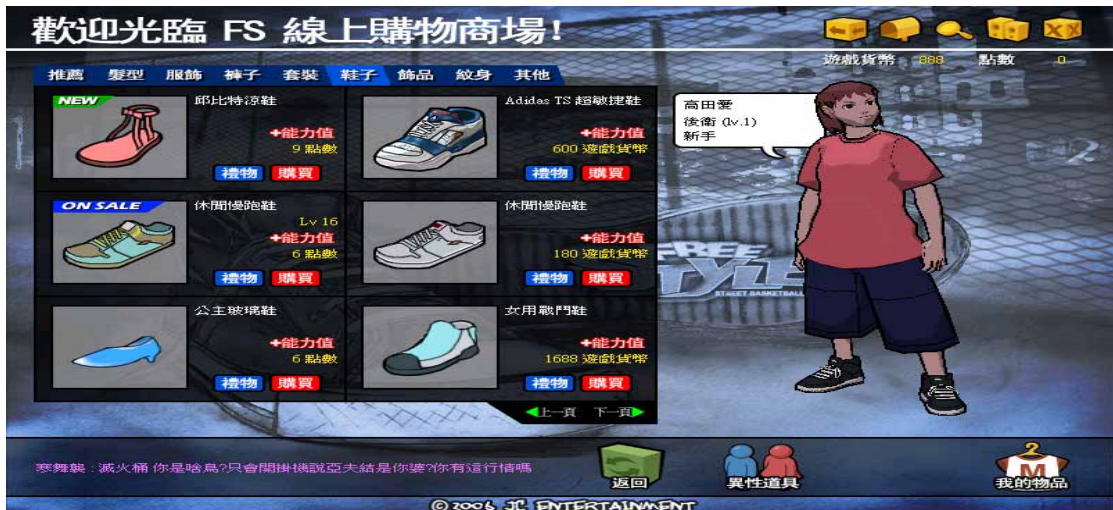 歡迎光臨 FS 線上購物商場!
遊戲貨幣 888 點數 0
推薦 髮型 服飾 褲子 套裝 鞋子 飾品 紋身 其他
NEW
邱比特涼鞋
+能力值
9 點數
禮物 購買
Adidas TS 超敏捷鞋
+能力值
600 遊戲貨幣
禮物 購買
ON SALE
休閒慢跑鞋
Lv 16
+能力值
6 點數
禮物 購買
休閒慢跑鞋
+能力值
180 遊戲貨幣
禮物 購買
公主玻璃鞋
+能力值
6 點數
禮物 購買
女用戰鬥鞋
+能力值
1688 遊戲貨幣
禮物 購買
上一頁 下一頁
高田愛
後衛 (lv.1)
新手
FREE
STYLE
STREET BASKETBALL
寒舞襲 : 滅火桶 你是啥鳥?只會開掛機說亞夫結是你婆?你有這行情嗎
返回
異性道具
2
M
我的物品
© 2006 JC ENTERTAINMENT